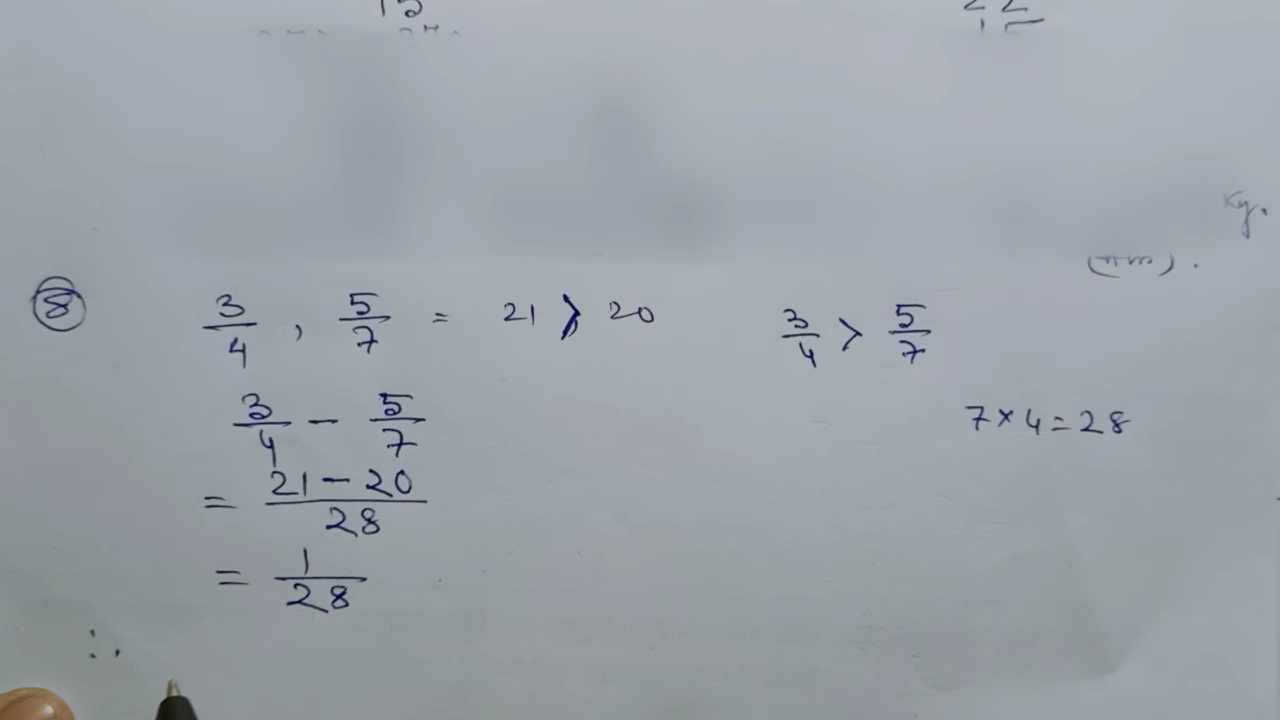 15
⑧ 3/4 , 5/7 = 21 > 20 3/4 > 5/7
3/4 - 5/7 7 × 4 = 28
= 21 - 20 / 28
= 1/28
∴